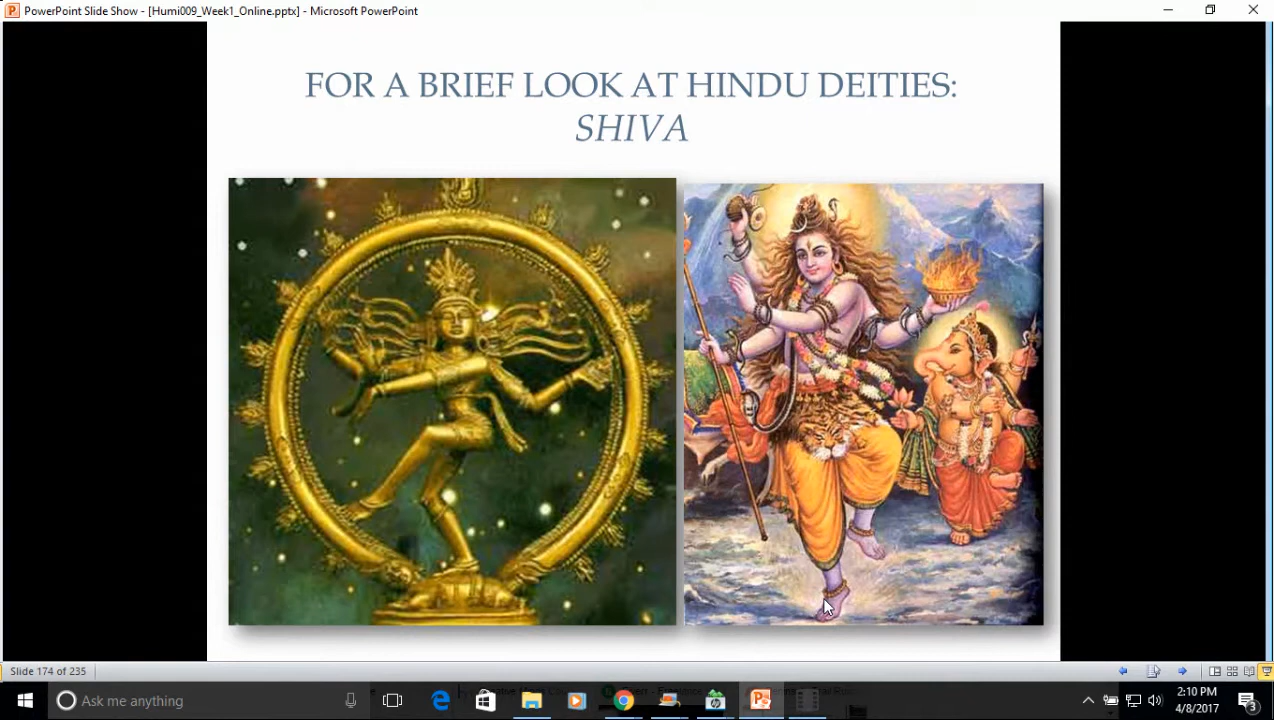 PowerPoint Slide Show - [Humi009_Week1_Online.pptx] - Microsoft PowerPoint
FOR A BRIEF LOOK AT HINDU DEITIES:
SHIVA
Slide 174 of 235
Ask me anything
2:10 PM
4/8/2017
3